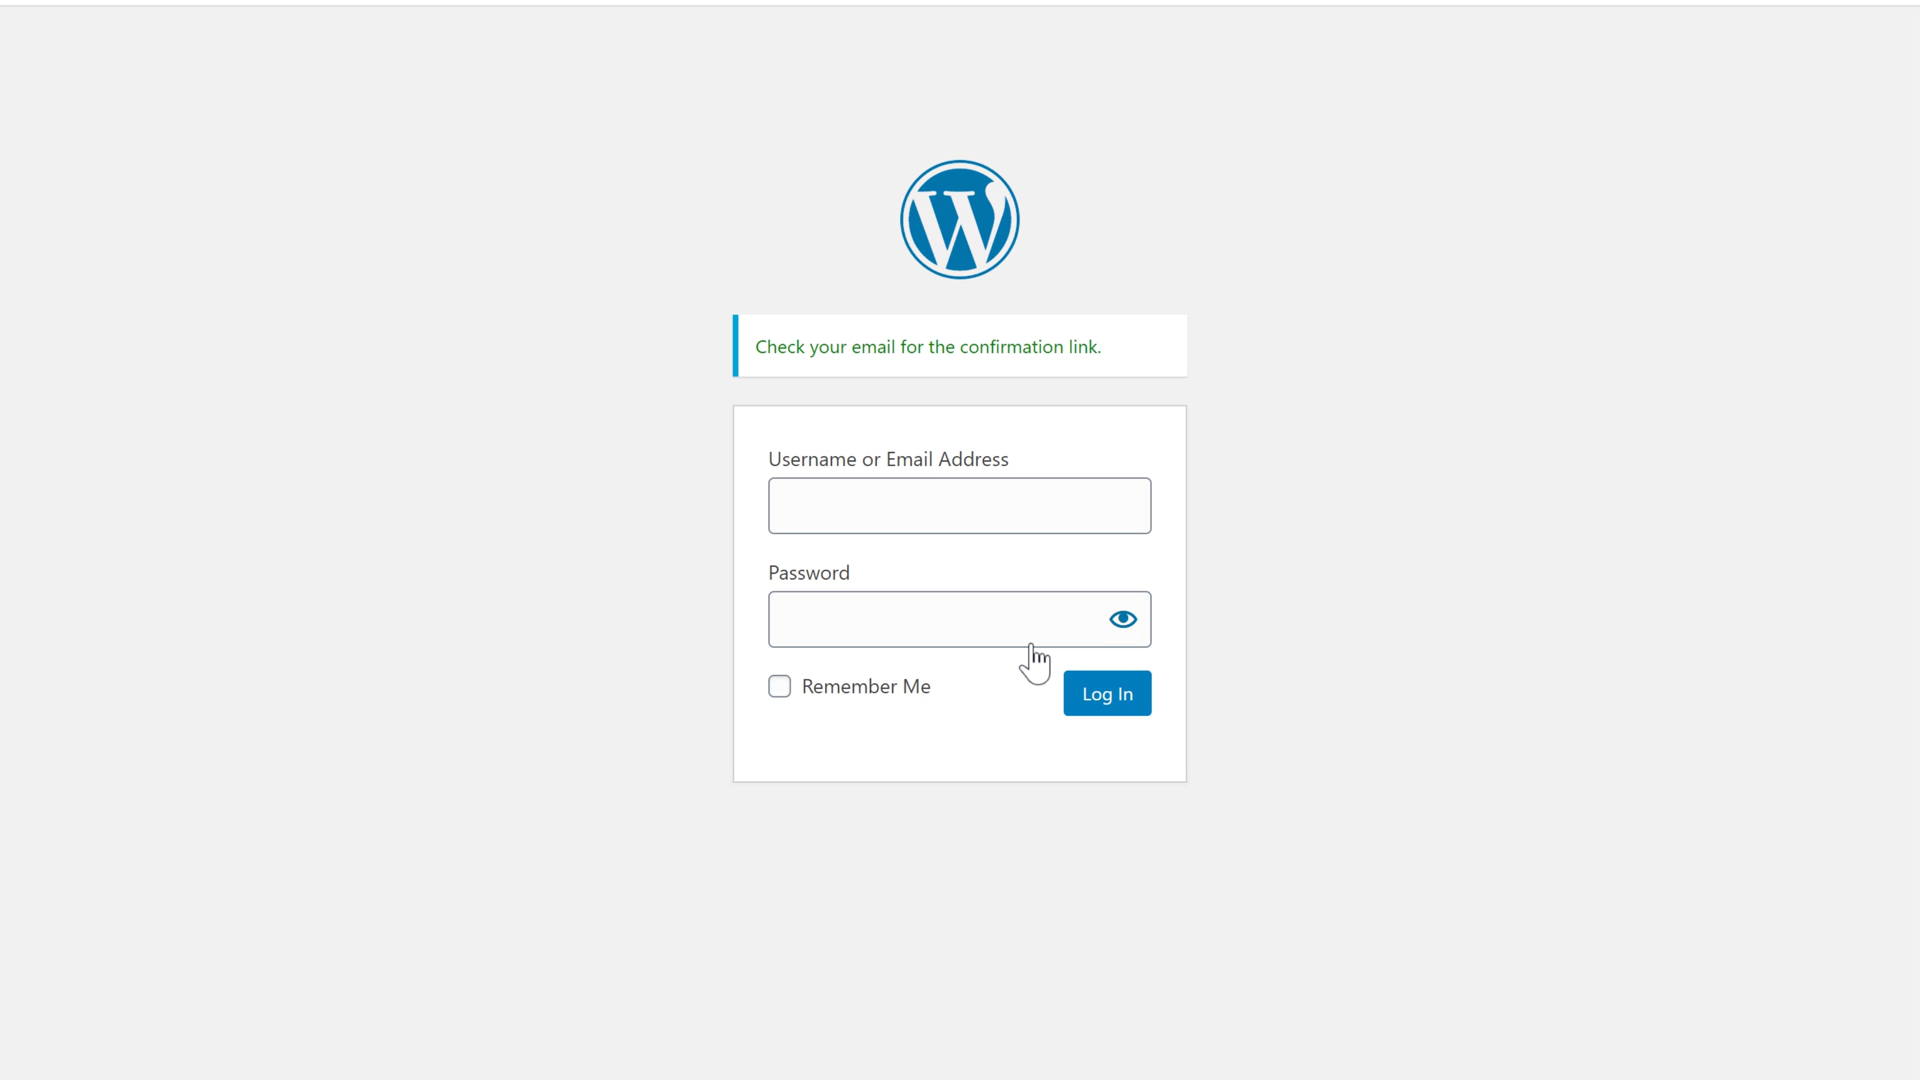 Check your email for the confirmation link.
Username or Email Address
Password
Remember Me
Log In